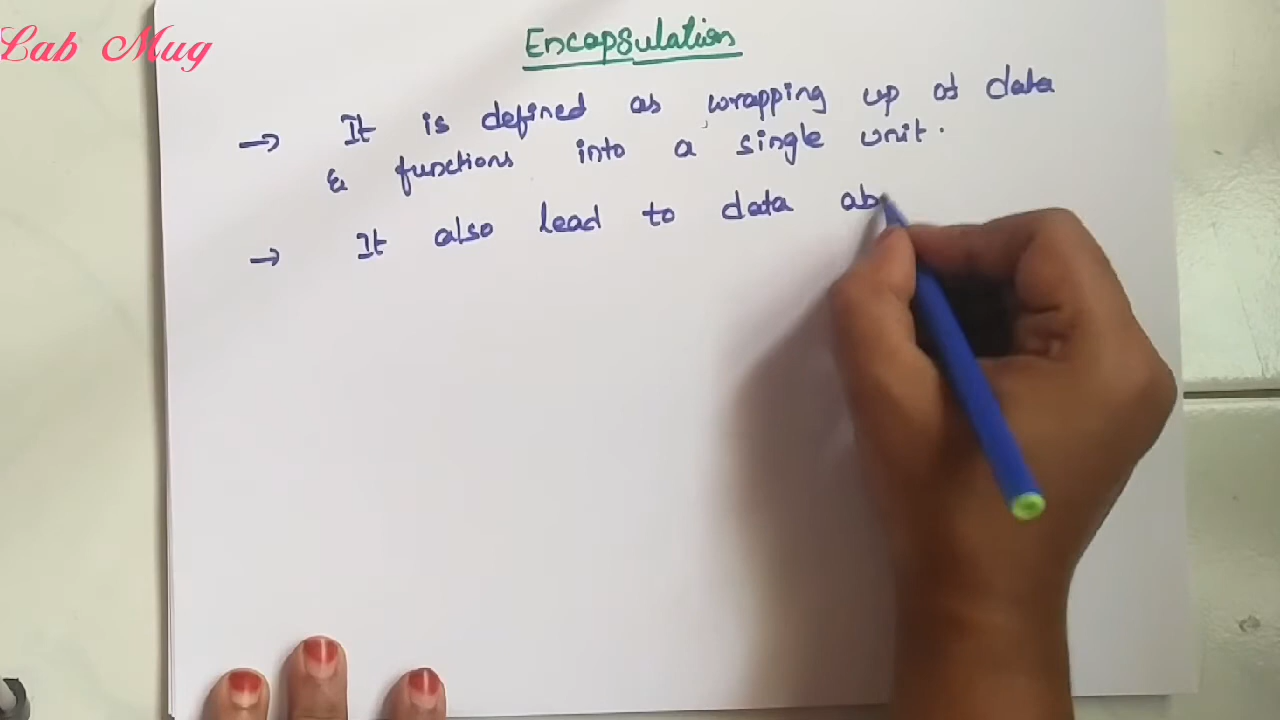 Lab Mug
Encapsulation
→ It is defined as wrapping up of data
& functions into a single unit.
→ It also lead to data ab